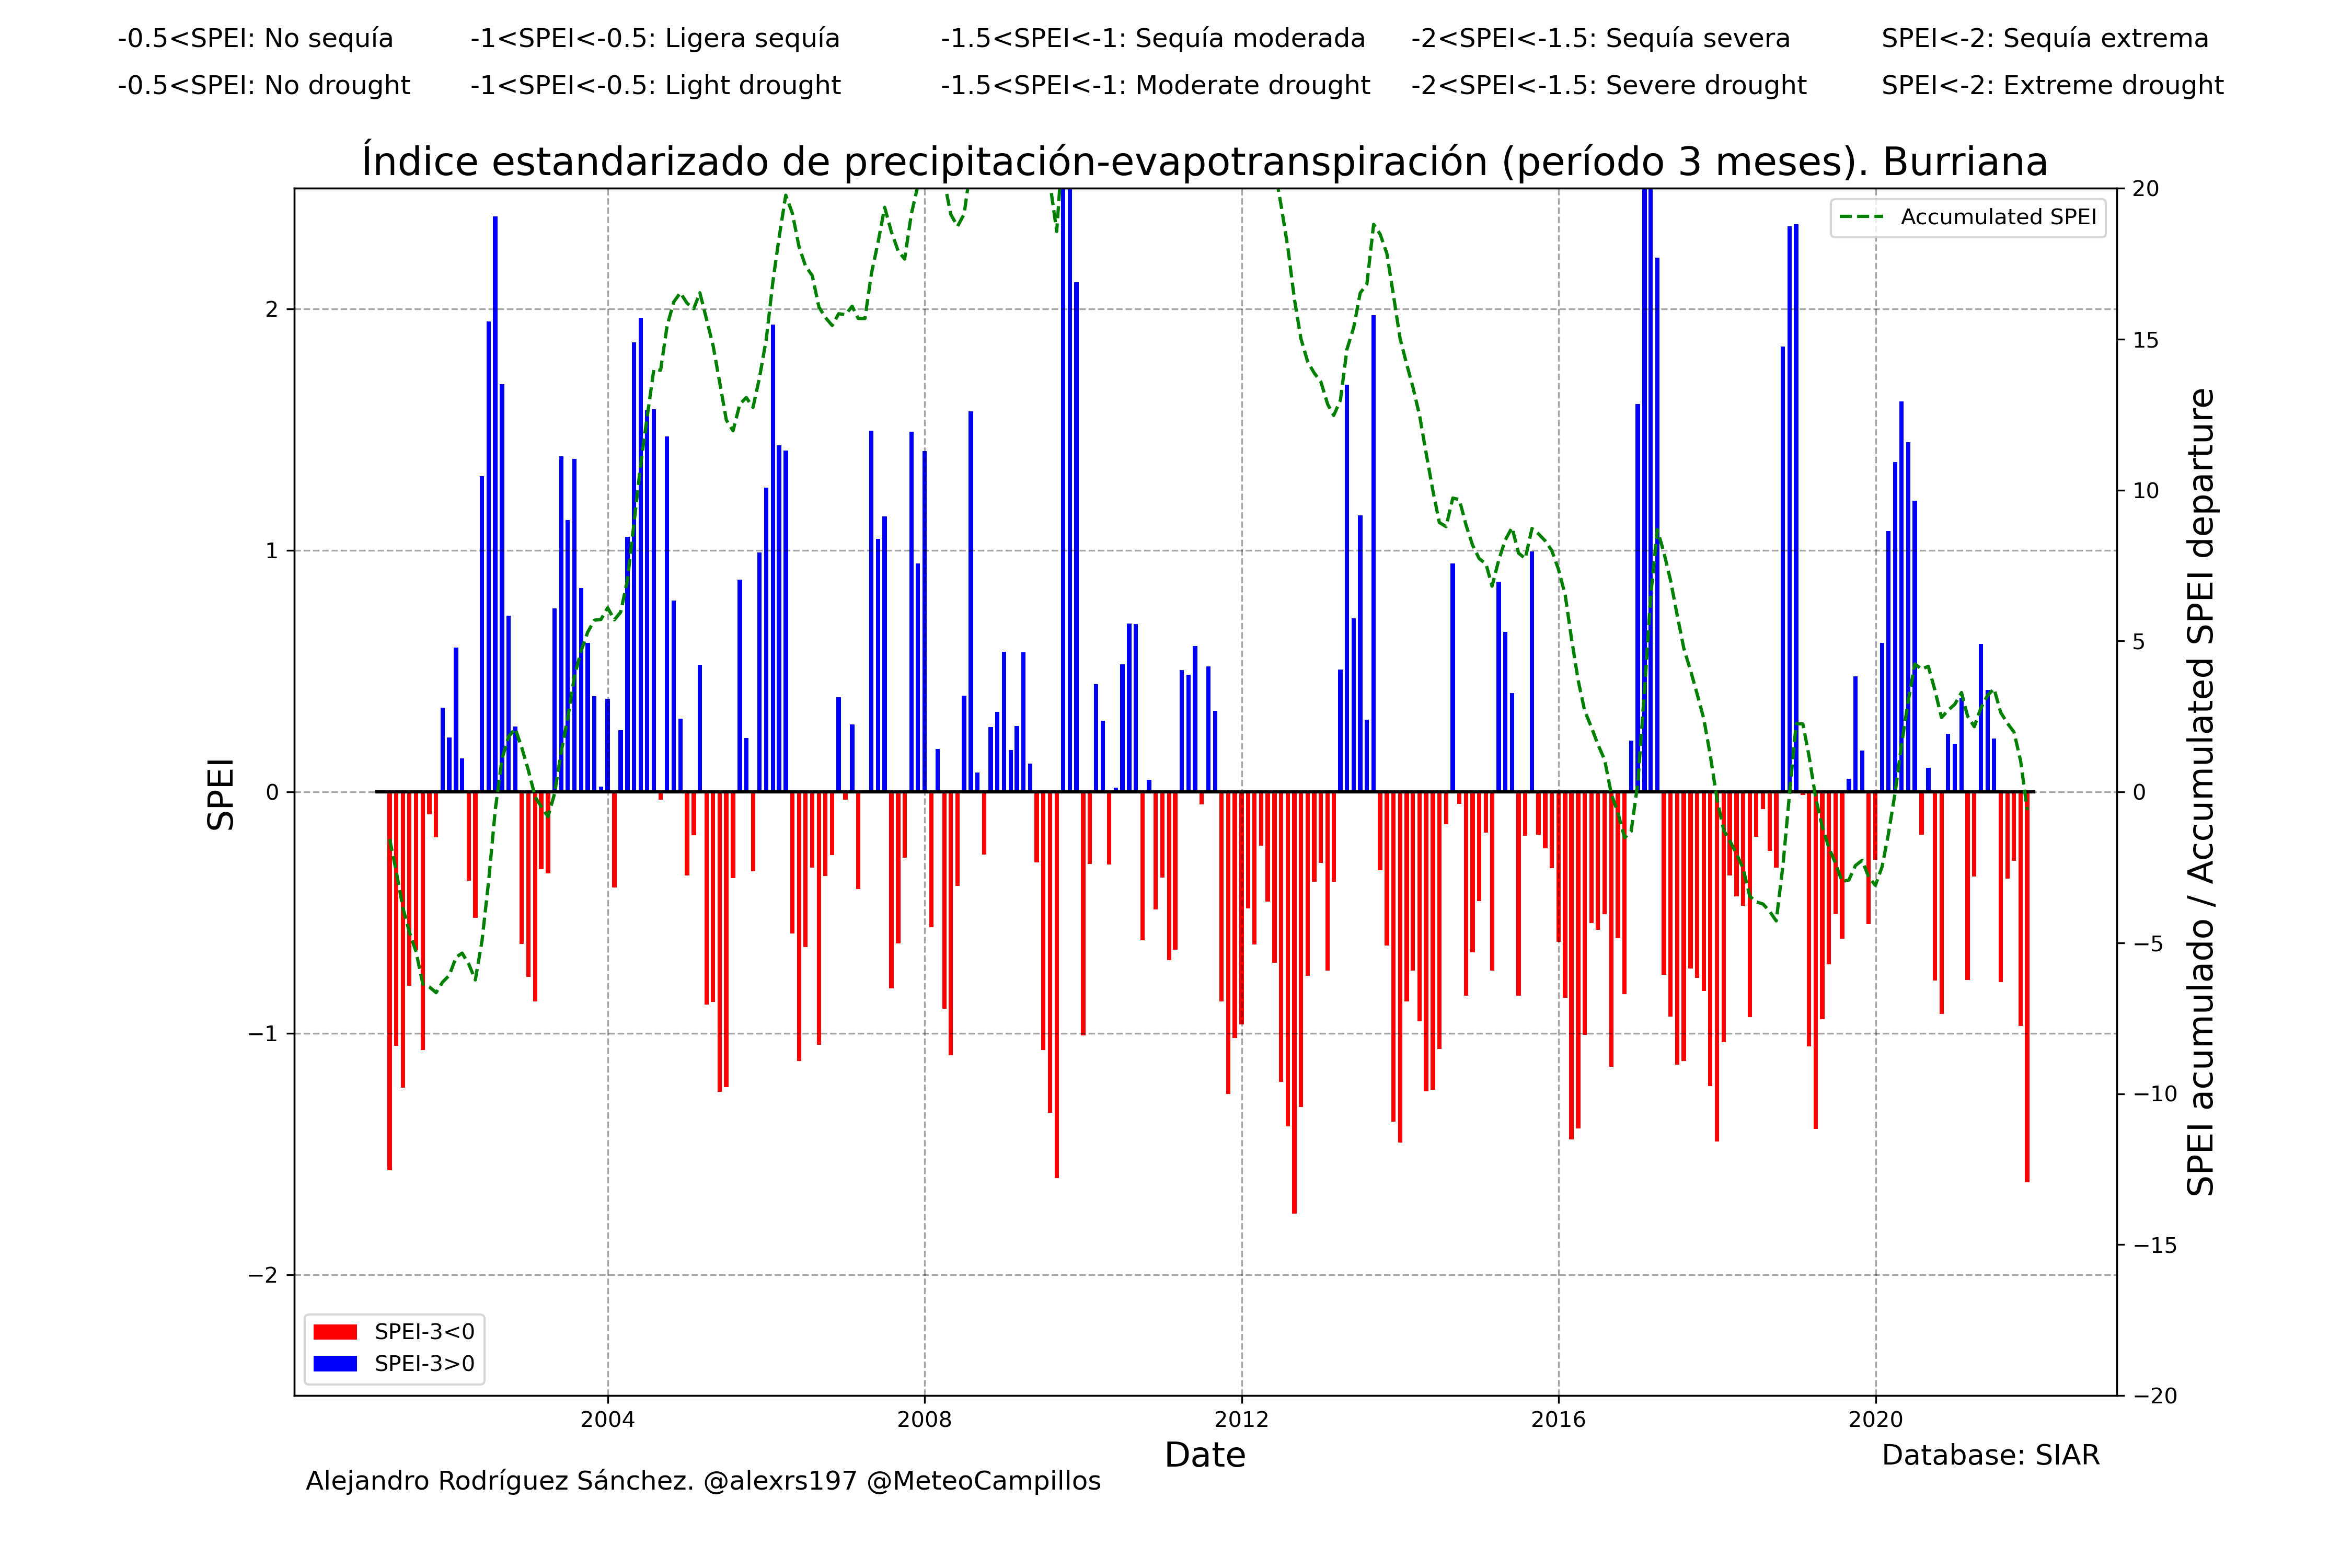 -0.5<SPEI: No sequía -1<SPEI<-0.5: Ligera sequía -1.5<SPEI<-1: Sequía moderada -2<SPEI<-1.5: Sequía severa SPEI<-2: Sequía extrema
-0.5<SPEI: No drought -1<SPEI<-0.5: Light drought -1.5<SPEI<-1: Moderate drought -2<SPEI<-1.5: Severe drought SPEI<-2: Extreme drought
Índice estandarizado de precipitación-evapotranspiración (período 3 meses). Burriana
Accumulated SPEI
SPEI
2
1
0
−1
−2
20
15
10
5
0
−5
−10
−15
−20
SPEI acumulado / Accumulated SPEI departure
SPEI-3<0
SPEI-3>0
2004 2008 2012 2016 2020
Date
Database: SIAR
Alejandro Rodríguez Sánchez. @alexrs197 @MeteoCampillos